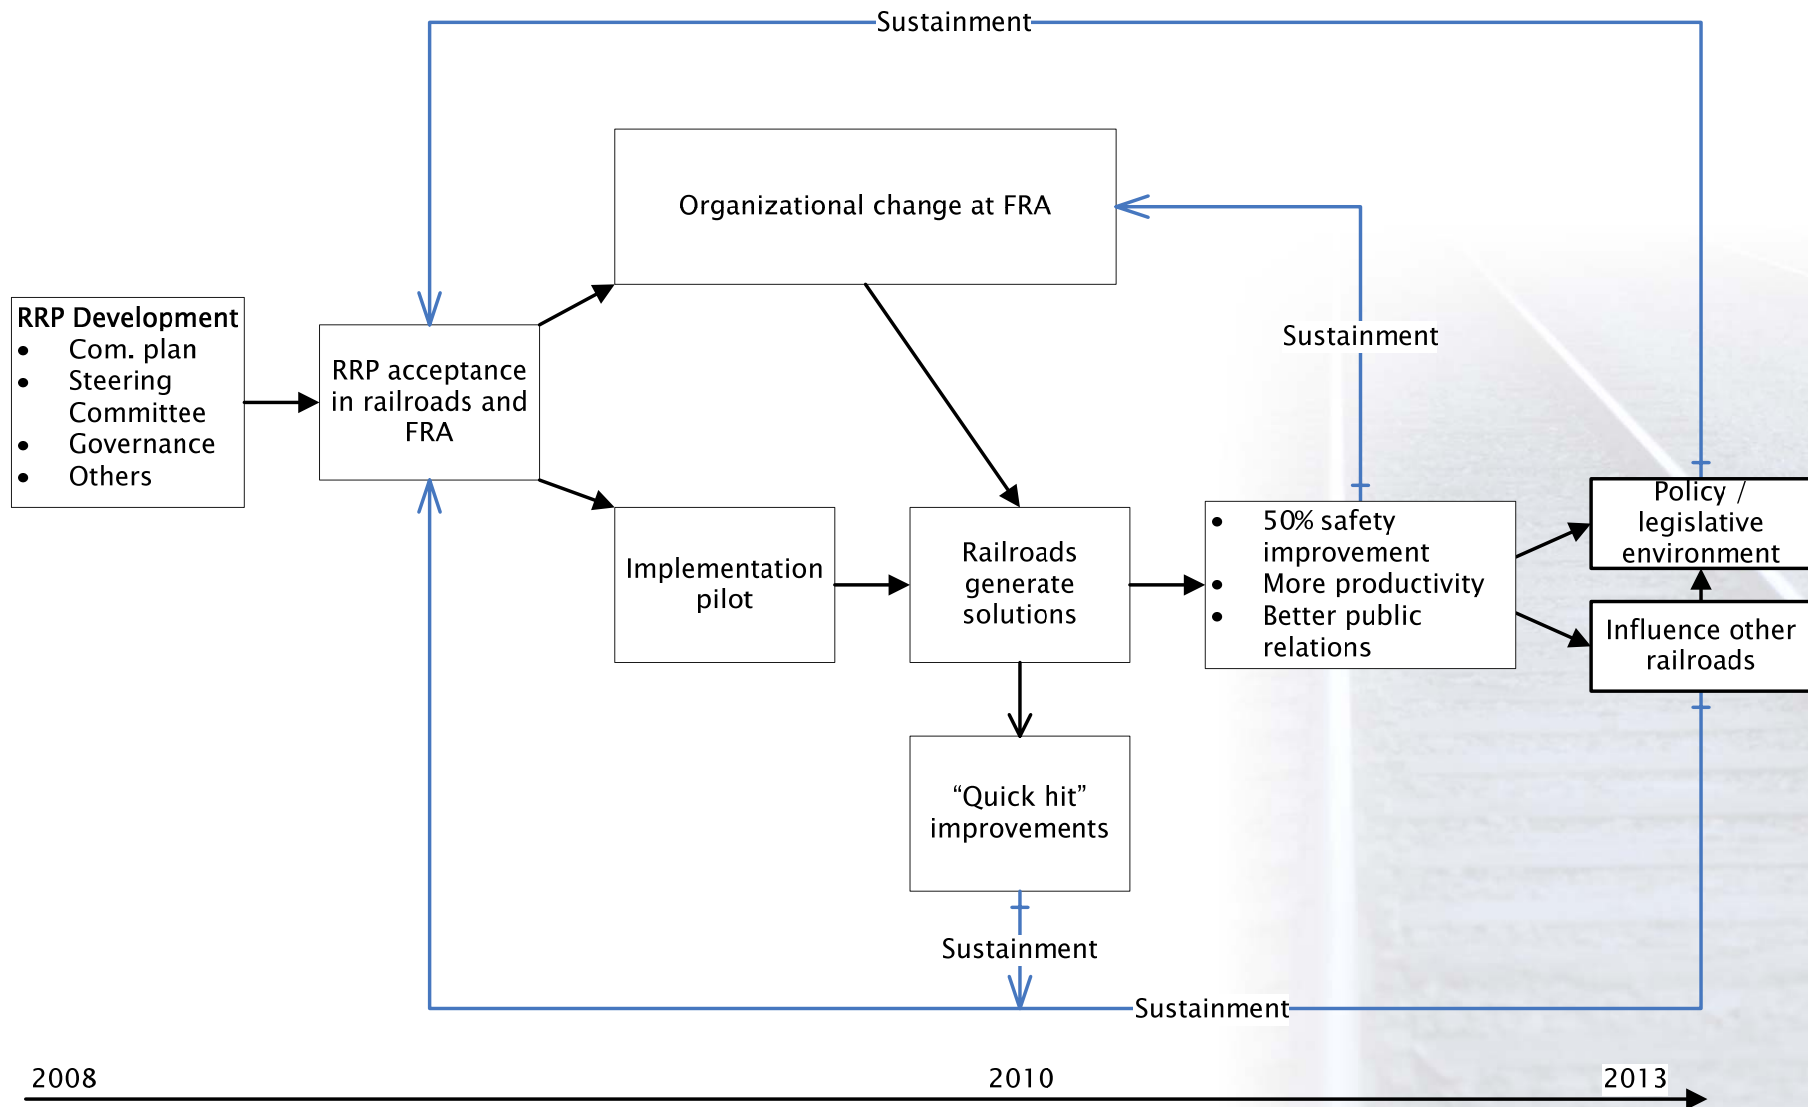 Sustainment
Organizational change at FRA
Sustainment
RRP Development
• Com. plan
• Steering
Committee
• Governance
• Others
RRP acceptance
in railroads and
FRA
Implementation
pilot
Railroads
generate
solutions
• 50% safety
improvement
• More productivity
• Better public
relations
Policy /
legislative
environment
Influence other
railroads
“Quick hit”
improvements
Sustainment
Sustainment
2008
2010
2013